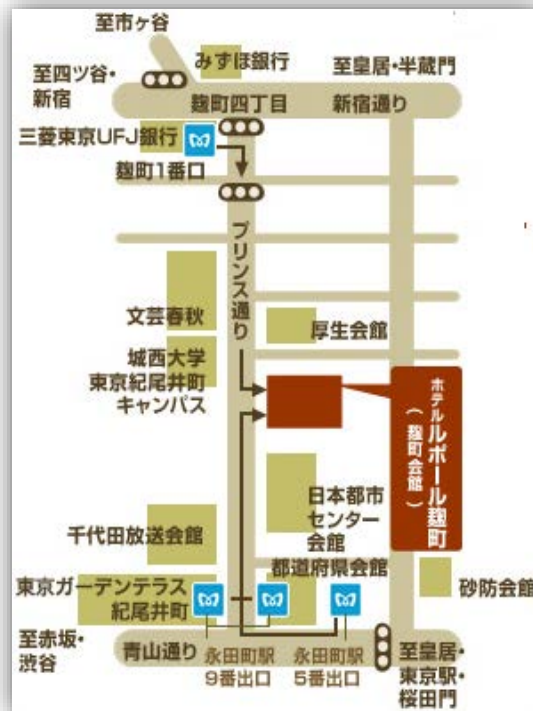 至市ヶ谷
みずほ銀行
至四ツ谷・
新宿
至皇居・半蔵門
麹町四丁目
新宿通り
三菱東京UFJ銀行
麹町1番口
プリンス通り
文芸春秋
厚生会館
城西大学
東京紀尾井町
キャンパス
ホテルルポール麹町
(麹町会館)
日本都市
センター
会館
千代田放送会館
都道府県会館
東京ガーデンテラス
紀尾井町
砂防会館
至赤坂・
渋谷
青山通り
永田町駅
9番出口
永田町駅
5番出口
至皇居・
東京駅・
桜田門